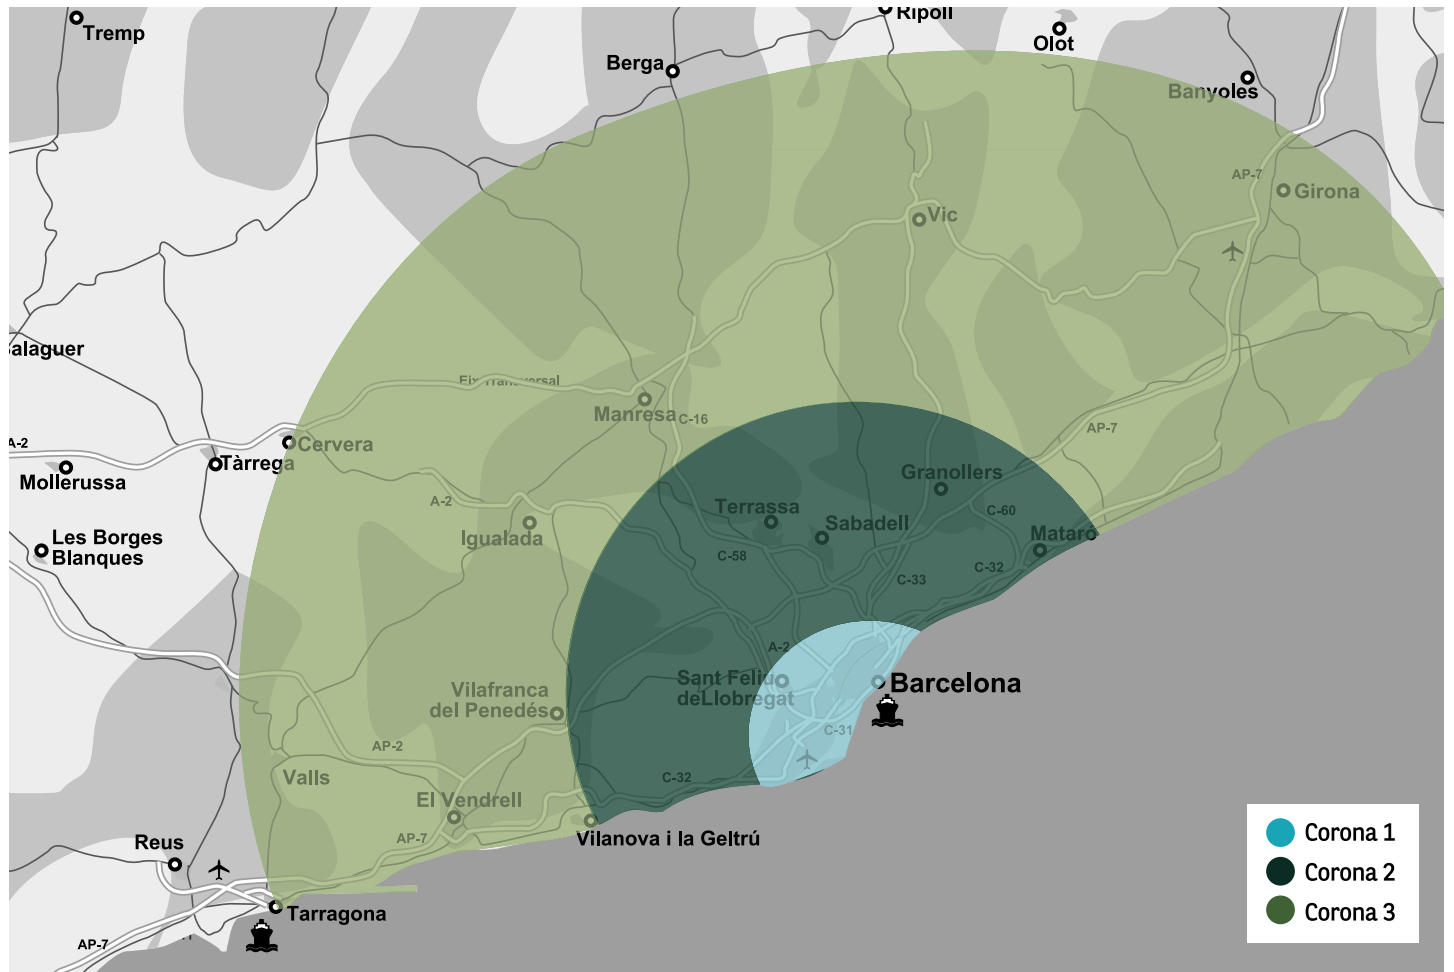 Tremp
Ripoll
Olot
Berga
Banyoles
AP-7
Girona
Vic
alaguer
Eix Transversal
Manresa
C-16
AP-7
A-2
Cervera
Tàrrega
Mollerussa
Granollers
A-2
Terrassa
C-60
Sabadell
Igualada
Mataró
Les Borges
Blanques
C-58
C-33
C-32
A-2
Sant Feliu
deLlobregat
Barcelona
Vilafranca
del Penedés
C-31
AP-2
Valls
C-32
El Vendrell
AP-7
Vilanova i la Geltrú
Reus
Tarragona
AP-7
Corona 1
Corona 2
Corona 3